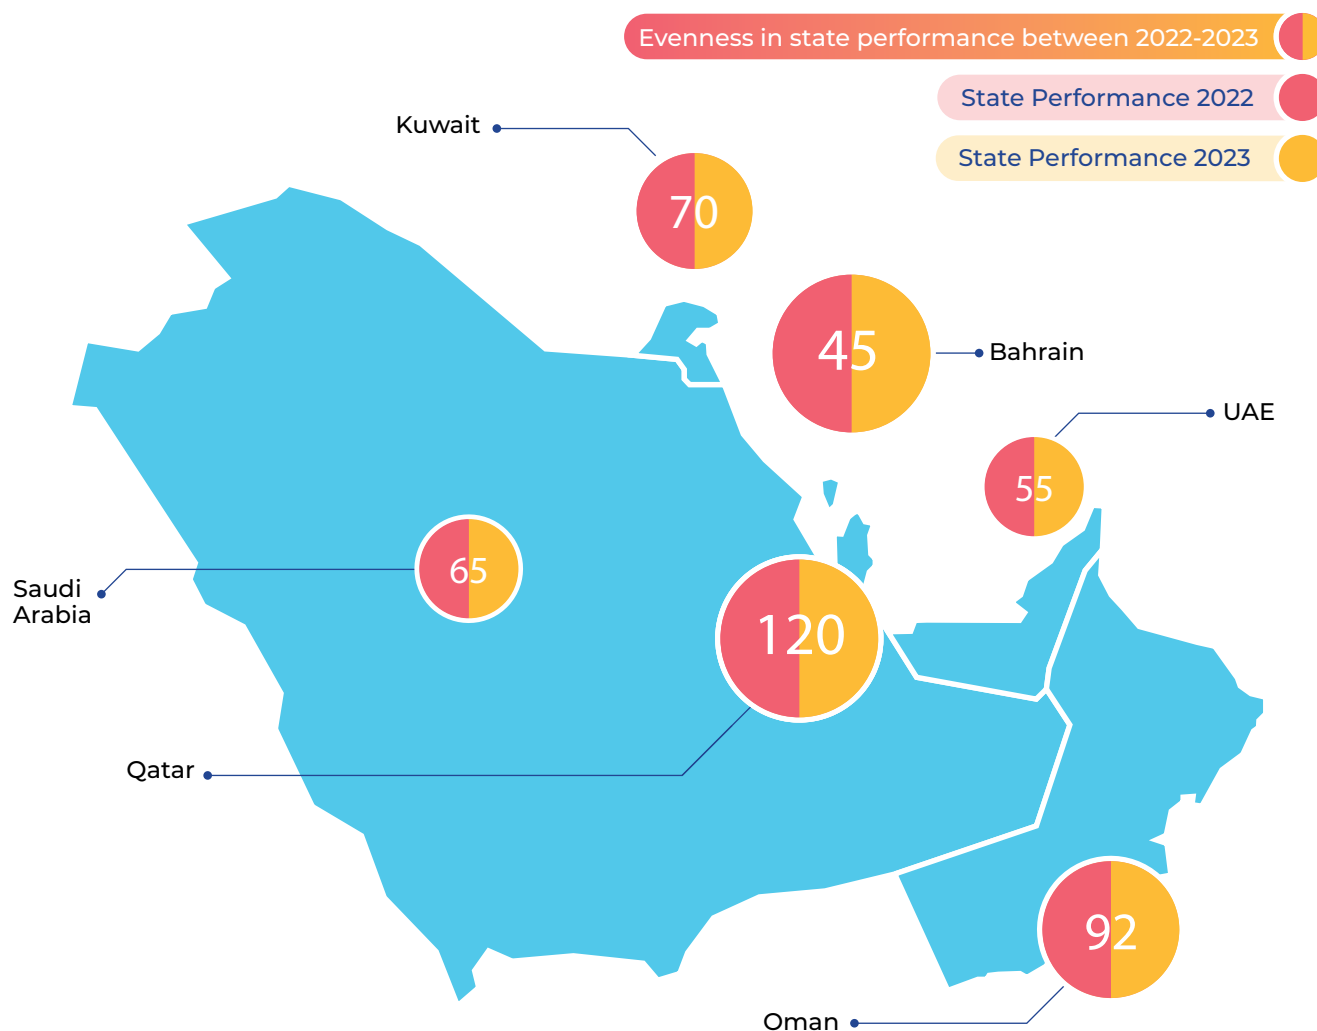 Evenness in state performance between 2022-2023
State Performance 2022
State Performance 2023
Kuwait
70
45
Bahrain
UAE
55
65
Saudi
Arabia
120
Qatar
92
Oman